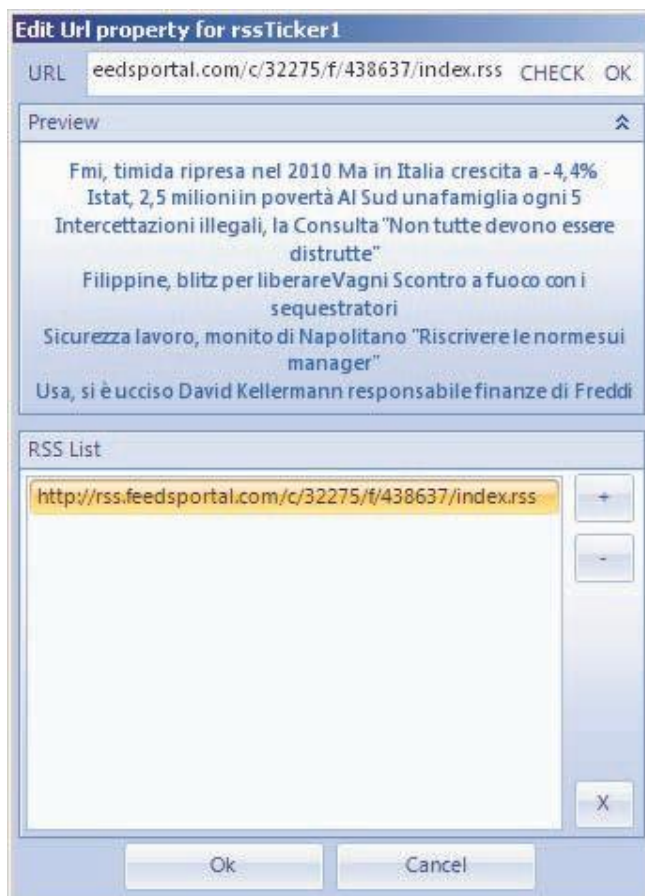 Edit Url property for rssTicker1
URL eedsportal.com/c/32275/f/438637/index.rss CHECK OK
Preview
Fmi, timida ripresa nel 2010 Ma in Italia crescita a -4,4%
Istat, 2,5 milioni in povertà Al Sud una famiglia ogni 5
Intercettazioni illegali, la Consulta "Non tutte devono essere
distrutte"
Filippine, blitz per liberare Vagni Scontro a fuoco con i
sequestratori
Sicurezza lavoro, monito di Napolitano "Riscrivere le norme sui
manager"
Usa, si è ucciso David Kellermann responsabile finanze di Freddi
RSS List
http://rss.feedsportal.com/c/32275/f/438637/index.rss +
-
X
Ok Cancel